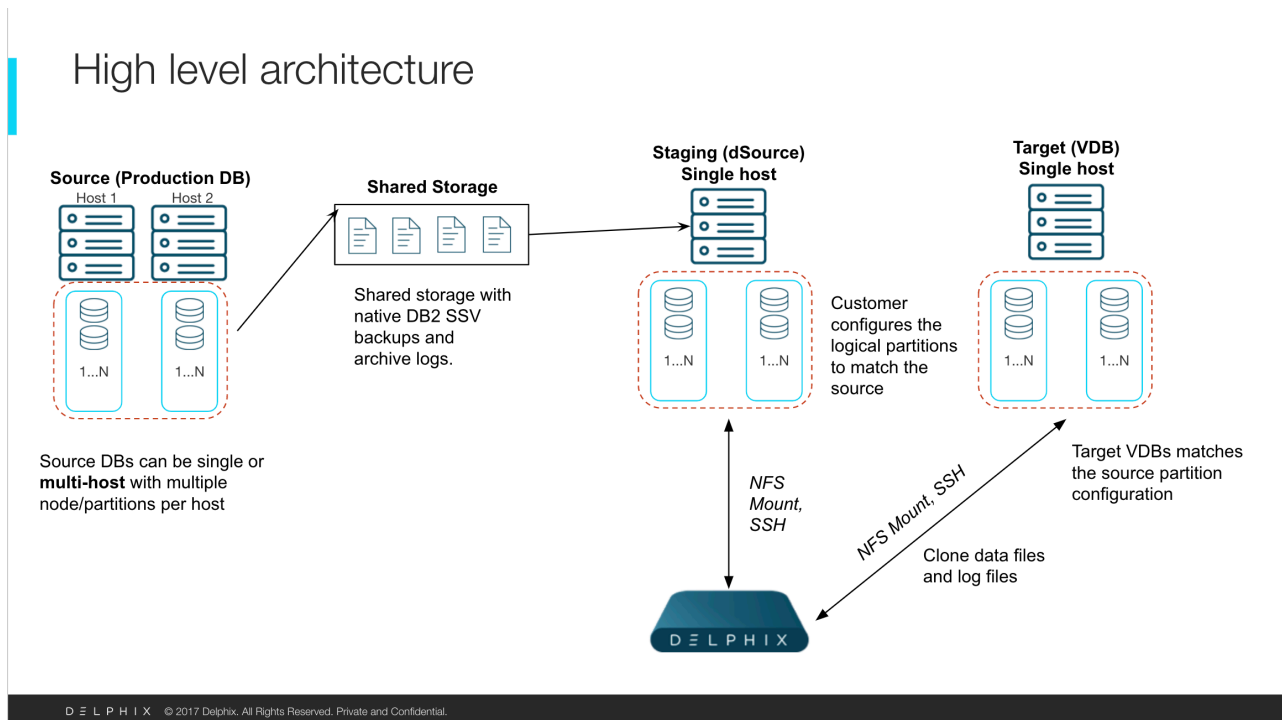 High level architecture
Source (Production DB)
Host 1
Host 2
1...N
1...N
Source DBs can be single or
multi-host with multiple
node/partitions per host
Shared Storage
Shared storage with
native DB2 SSV
backups and
archive logs.
Staging (dSource)
Single host
1...N
1...N
Customer
configures the
logical partitions
to match the
source
Target (VDB)
Single host
1...N
1...N
Target VDBs matches
the source partition
configuration
NFS
Mount,
SSH
NFS Mount, SSH
Clone data files
and log files
DELPHIX
DELPHIX © 2017 Delphix. All Rights Reserved. Private and Confidential.